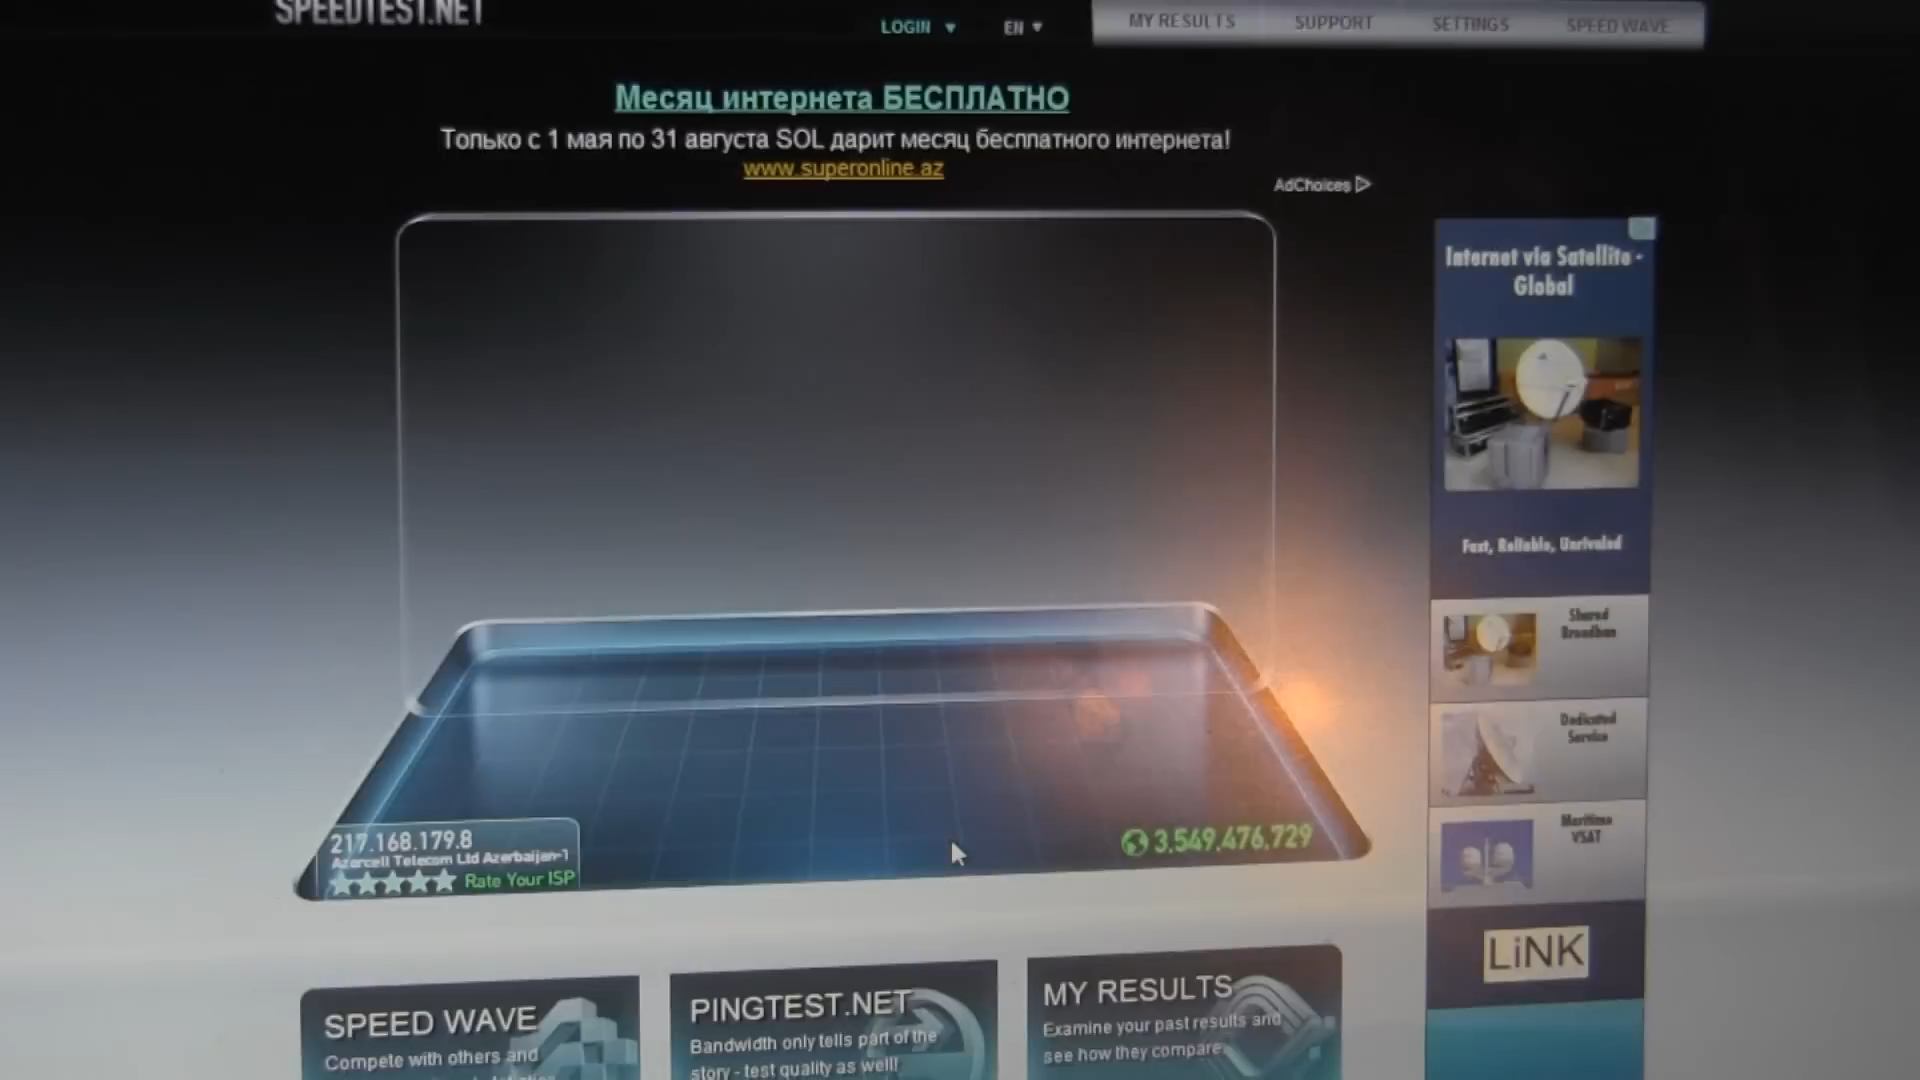 SPEEDTEST.NET
LOGIN
EN
MY RESULTS
SUPPORT
SETTINGS
SPEED WAVE
Месяц интернета БЕСПЛАТНО
Только с 1 мая по 31 августа SOL дарит месяц бесплатного интернета!
www.superonline.az
AdChoices
Internet via Satellite -
Global
Fast, Reliable, Unrivaled
Shared
Broadban
Dedicated
Service
Maritime
VSAT
LiNK
217.168.179.8
Azercell Telecom Ltd Azerbaijan-1
Rate Your ISP
3,549,476,729
SPEED WAVE
Compete with others and
PINGTEST.NET
Bandwidth only tells part of the
story - test quality as well!
MY RESULTS
Examine your past results and
see how they compare.